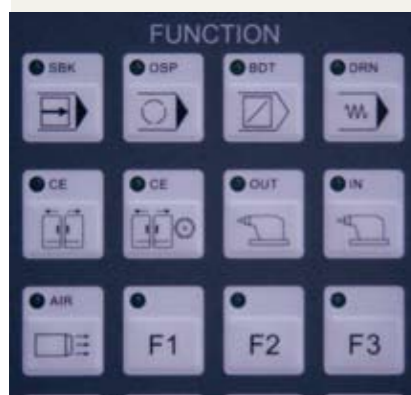 FUNCTION
SBK OSP BDT DRN
CE CE OUT IN
AIR
F1 F2 F3